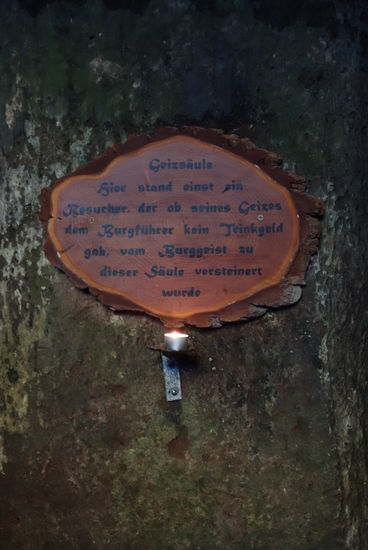 Geizsäule
Hier stand einst ein
Besucher, der ob seines Geizes
dem Burgführer kein Trinkgeld
gab, vom Burggeist zu
dieser Säule versteinert
wurde